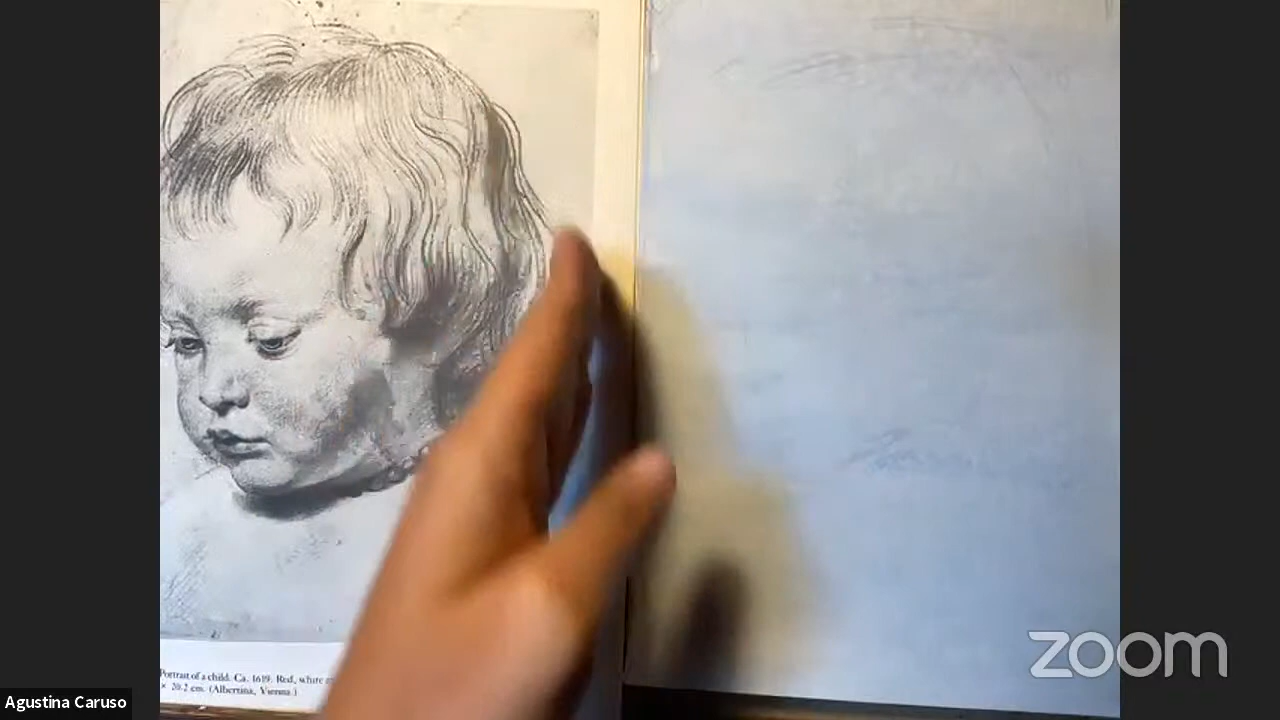 Portrait of a child. Ca. 1619. Red, white
× 20.2 cm. (Albertina, Vienna.)
zoom
Agustina Caruso